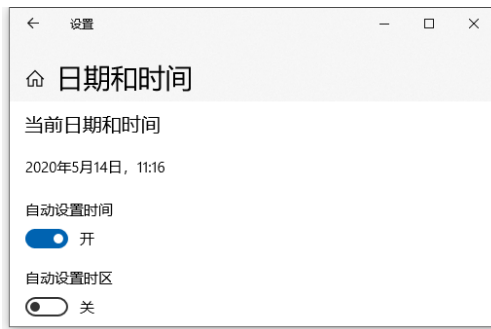 设置
日期和时间
当前日期和时间
2020年5月14日，11:16
自动设置时间
开
自动设置时区
关